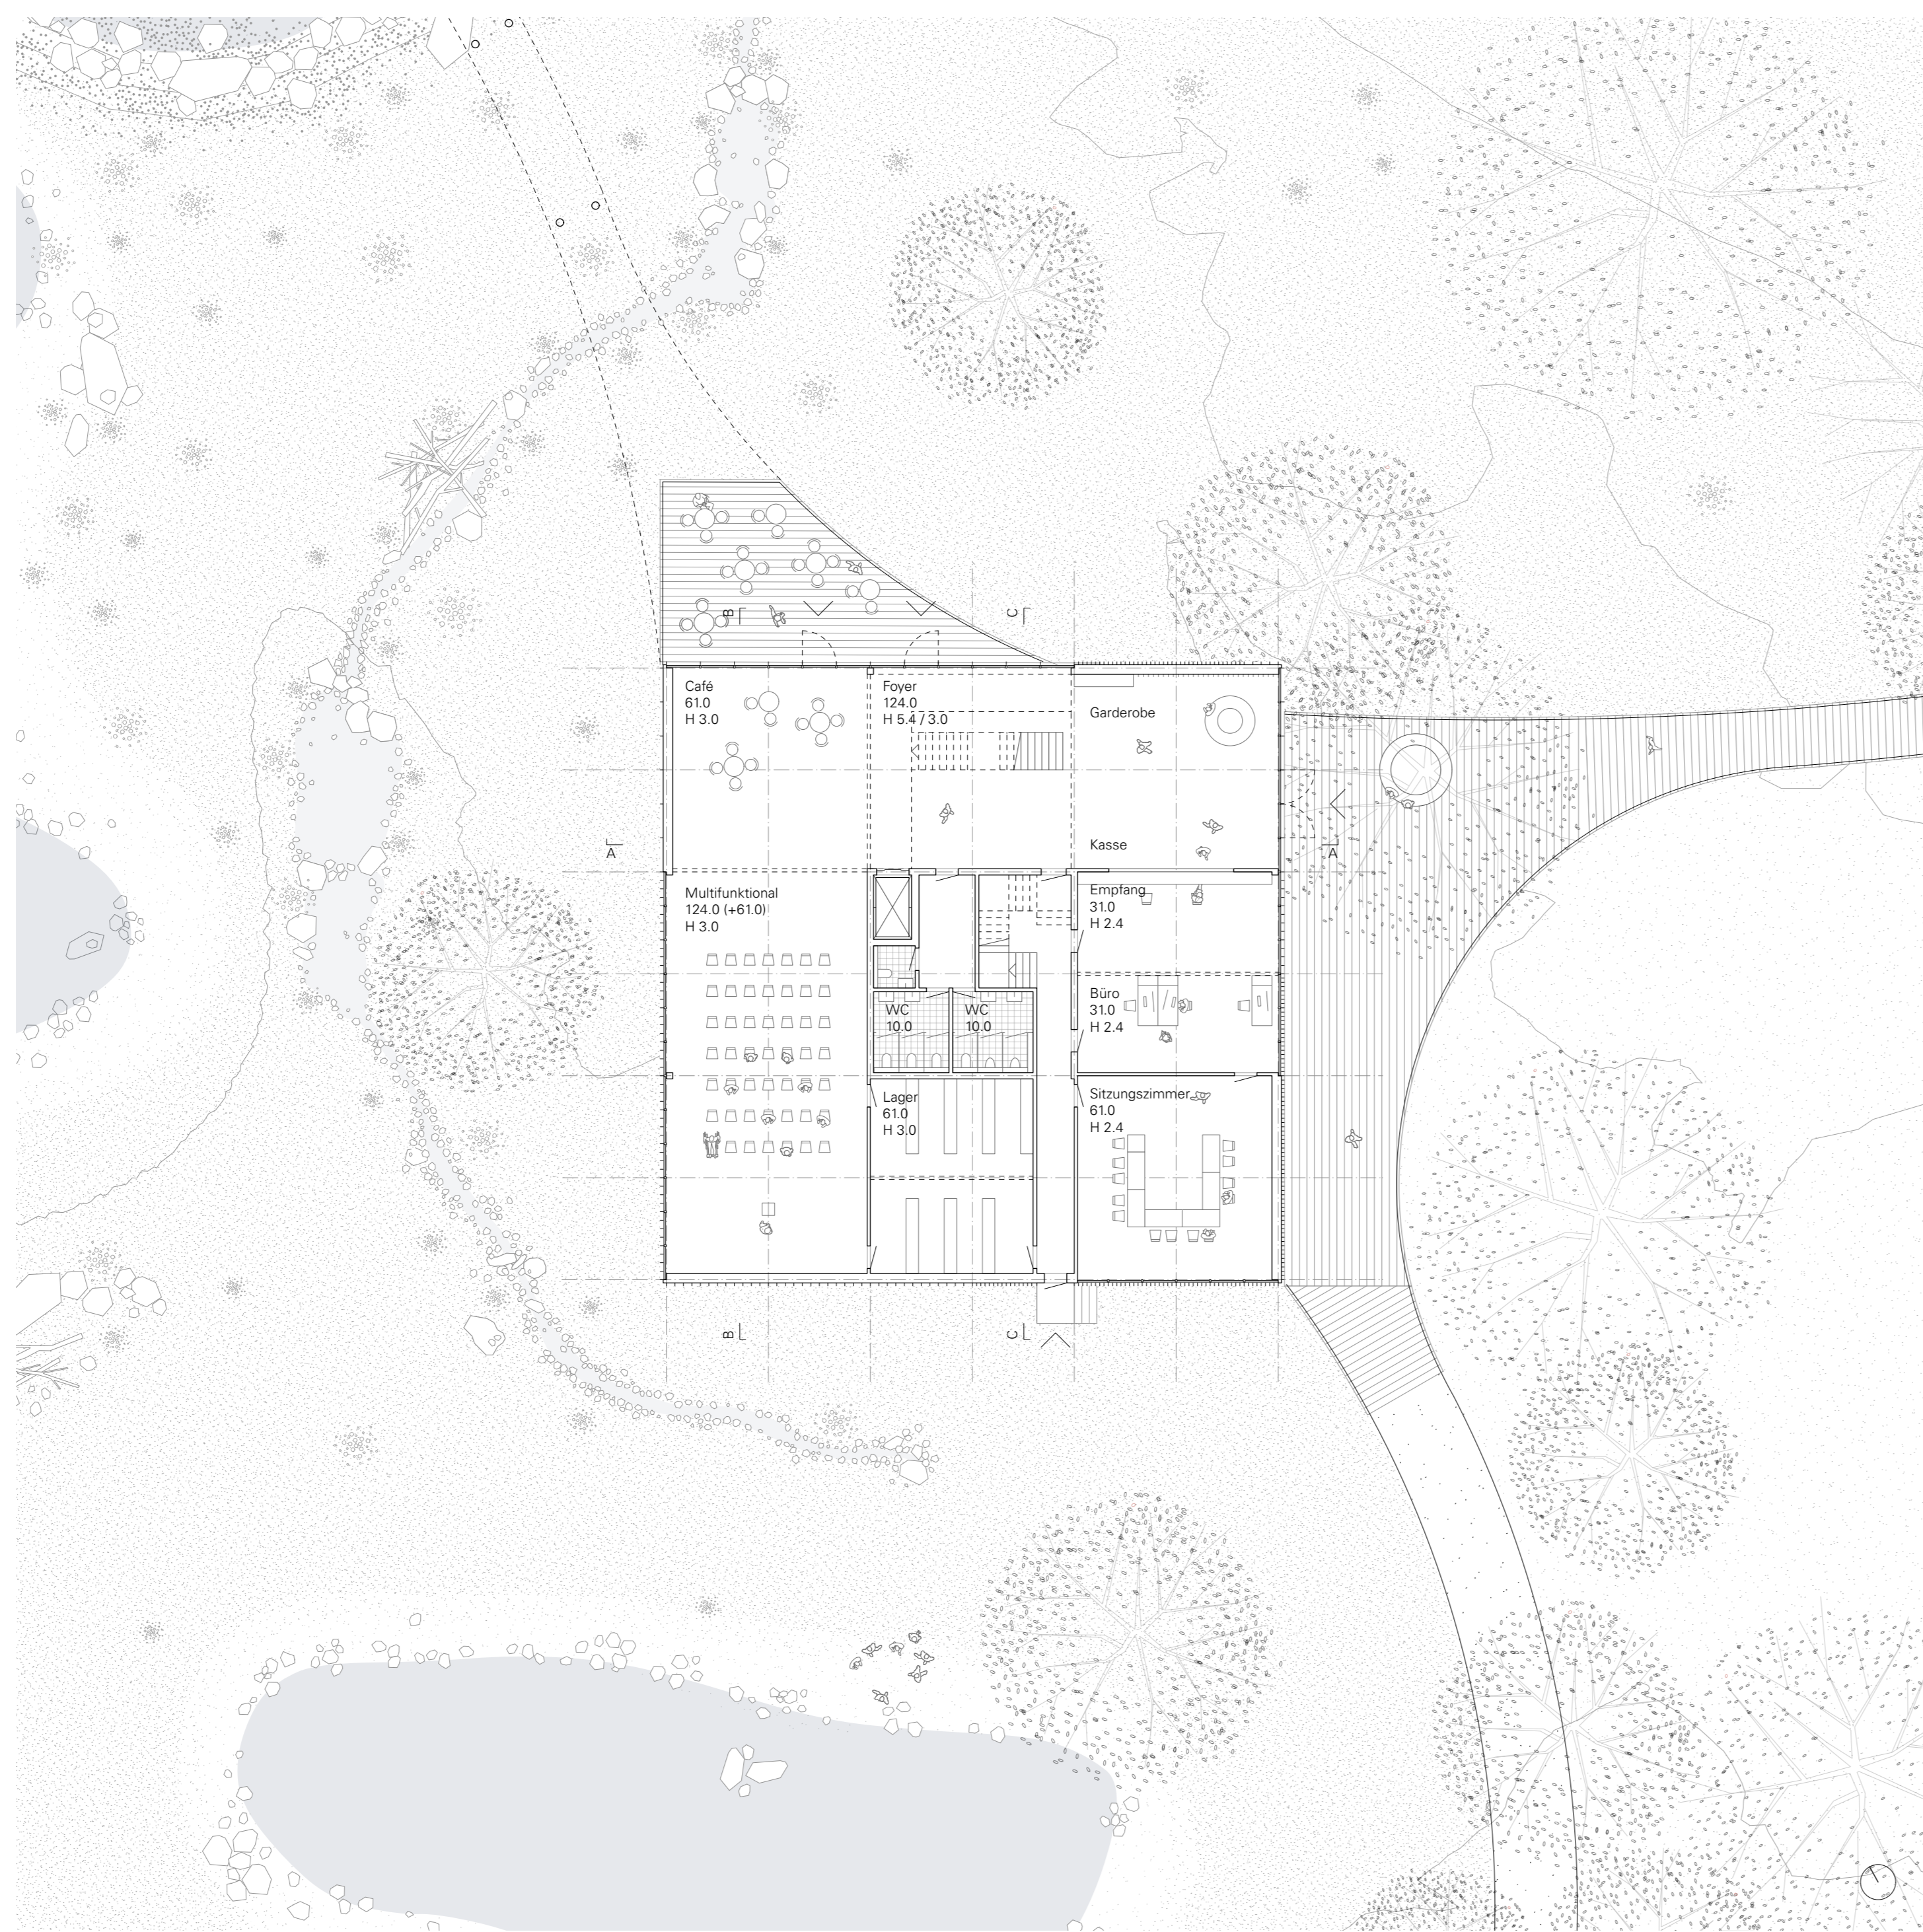 B
C
Café
61.0
H 3.0
Foyer
124.0
H 5.4 / 3.0
Garderobe
Kasse
A
A
Multifunktional
124.0 (+61.0)
H 3.0
Empfang
31.0
H 2.4
WC
10.0
WC
10.0
Büro
31.0
H 2.4
Lager
61.0
H 3.0
Sitzungszimmer
61.0
H 2.4
B
C